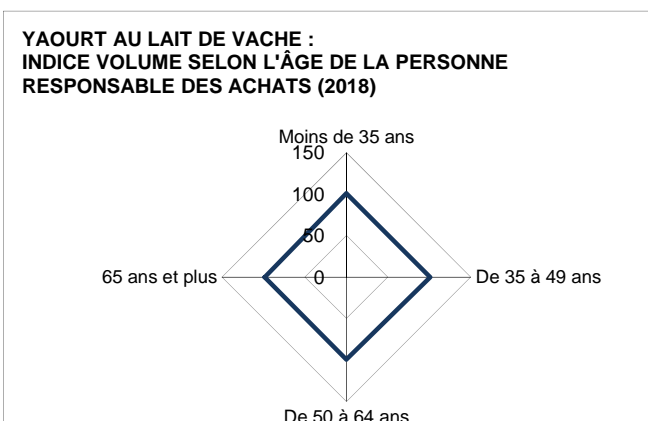 YAOURT AU LAIT DE VACHE :
INDICE VOLUME SELON L'ÂGE DE LA PERSONNE
RESPONSABLE DES ACHATS (2018)
Moins de 35 ans
150
100
50
65 ans et plus
0
De 35 à 49 ans
De 50 à 64 ans